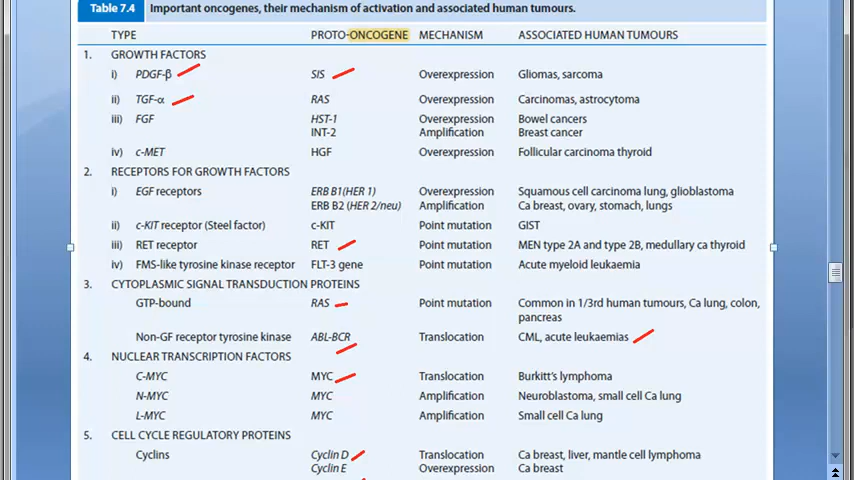 Table 7.4 Important oncogenes, their mechanism of activation and associated human tumours.
TYPE PROTO-ONCOGENE MECHANISM ASSOCIATED HUMAN TUMOURS
1. GROWTH FACTORS
i) PDGF-β SIS Overexpression Gliomas, sarcoma
ii) TGF-α RAS Overexpression Carcinomas, astrocytoma
iii) FGF HST-1 Overexpression Bowel cancers
INT-2 Amplification Breast cancer
iv) c-MET HGF Overexpression Follicular carcinoma thyroid
2. RECEPTORS FOR GROWTH FACTORS
i) EGF receptors ERB B1(HER 1) Overexpression Squamous cell carcinoma lung, glioblastoma
ERB B2 (HER 2/neu) Amplification Ca breast, ovary, stomach, lungs
ii) c-KIT receptor (Steel factor) c-KIT Point mutation GIST
iii) RET receptor RET Point mutation MEN type 2A and type 2B, medullary ca thyroid
iv) FMS-like tyrosine kinase receptor FLT-3 gene Point mutation Acute myeloid leukaemia
3. CYTOPLASMIC SIGNAL TRANSDUCTION PROTEINS
GTP-bound RAS Point mutation Common in 1/3rd human tumours, Ca lung, colon,
pancreas
Non-GF receptor tyrosine kinase ABL-BCR Translocation CML, acute leukaemias
4. NUCLEAR TRANSCRIPTION FACTORS
C-MYC MYC Translocation Burkitt's lymphoma
N-MYC MYC Amplification Neuroblastoma, small cell Ca lung
L-MYC MYC Amplification Small cell Ca lung
5. CELL CYCLE REGULATORY PROTEINS
Cyclins Cyclin D Translocation Ca breast, liver, mantle cell lymphoma
Cyclin E Overexpression Ca breast